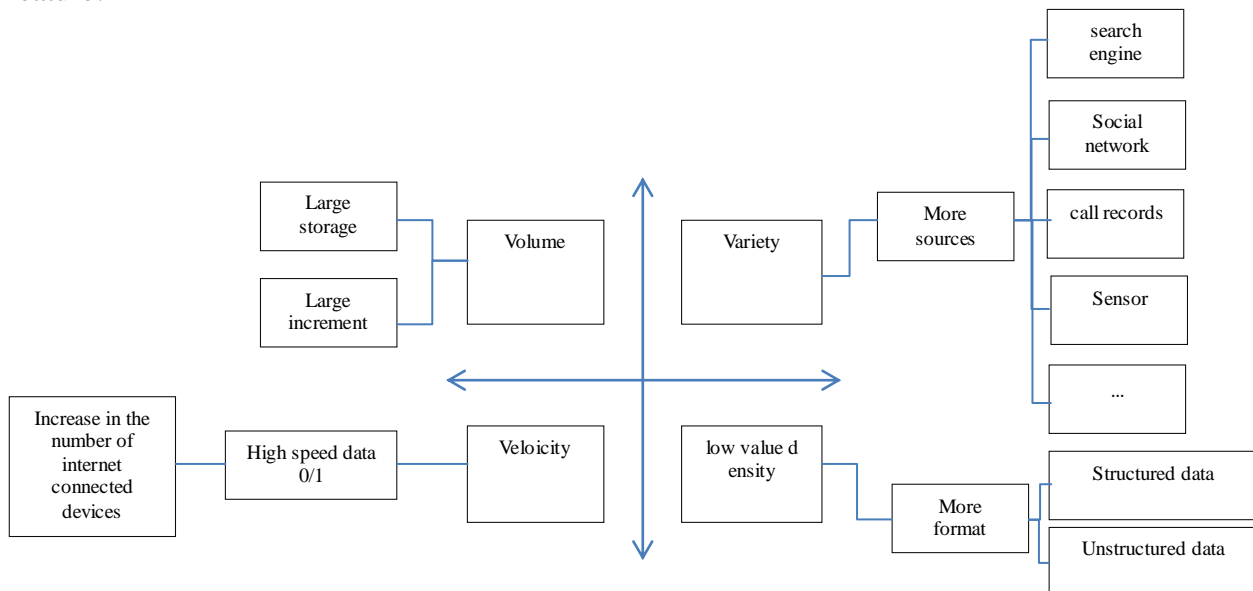 search
engine
Social
network
Large
storage
Volume
Variety
More
sources
call records
Large
increment
Sensor
...
Increase in the
number of
internet
connected
devices
High speed data
0/1
Veloicity
low value d
ensity
More
format
Structured data
Unstructured data